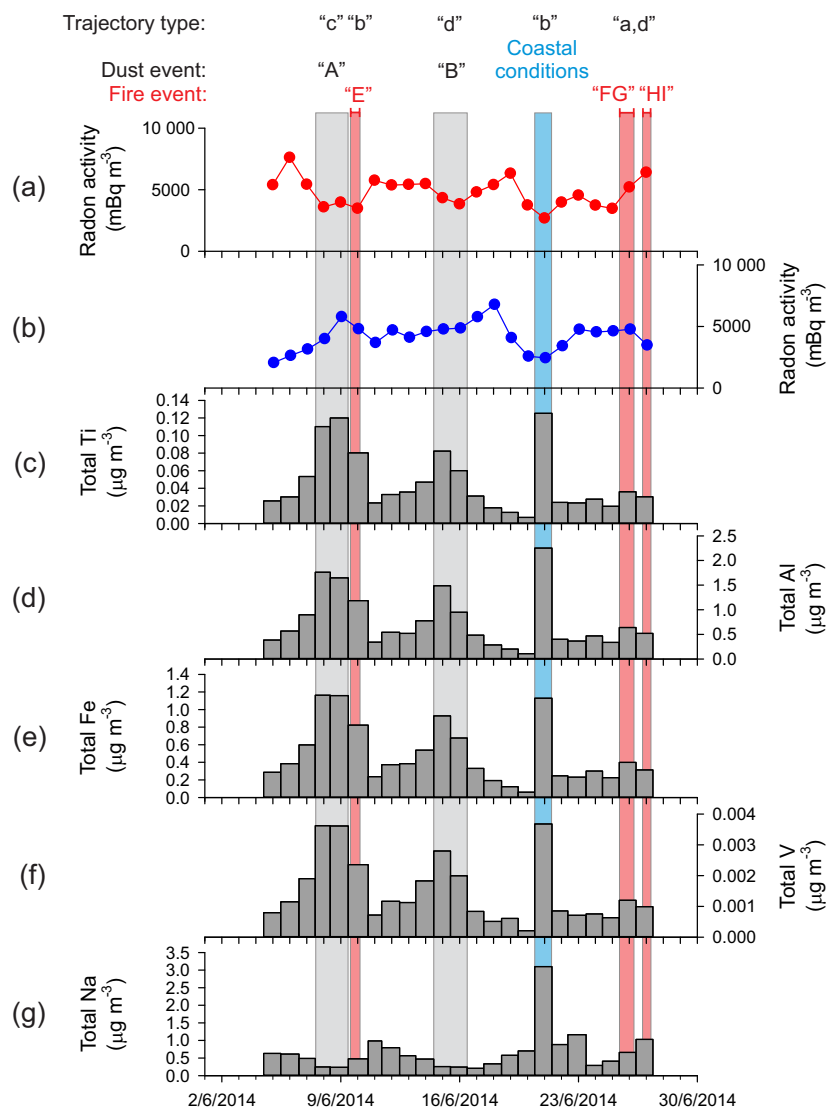 Trajectory type: “c” “b” “d” “b” “a,d”
Coastal
Dust event: “A” “B” conditions
Fire event: “E” “FG” “HI”
(a)
Radon activity
(mBq m⁻³)
10 000
5000
0
(b)
10 000
5000
0
Radon activity
(mBq m⁻³)
(c)
Total Ti
(µg m⁻³)
0.14
0.12
0.10
0.08
0.06
0.04
0.02
0.00
(d)
2.5
2.0
1.5
1.0
0.5
0.0
Total Al
(µg m⁻³)
(e)
Total Fe
(µg m⁻³)
1.4
1.2
1.0
0.8
0.6
0.4
0.2
0.0
(f)
0.004
0.003
0.002
0.001
0.000
Total V
(µg m⁻³)
(g)
Total Na
(µg m⁻³)
3.5
3.0
2.5
2.0
1.5
1.0
0.5
0.0
2/6/2014 9/6/2014 16/6/2014 23/6/2014 30/6/2014